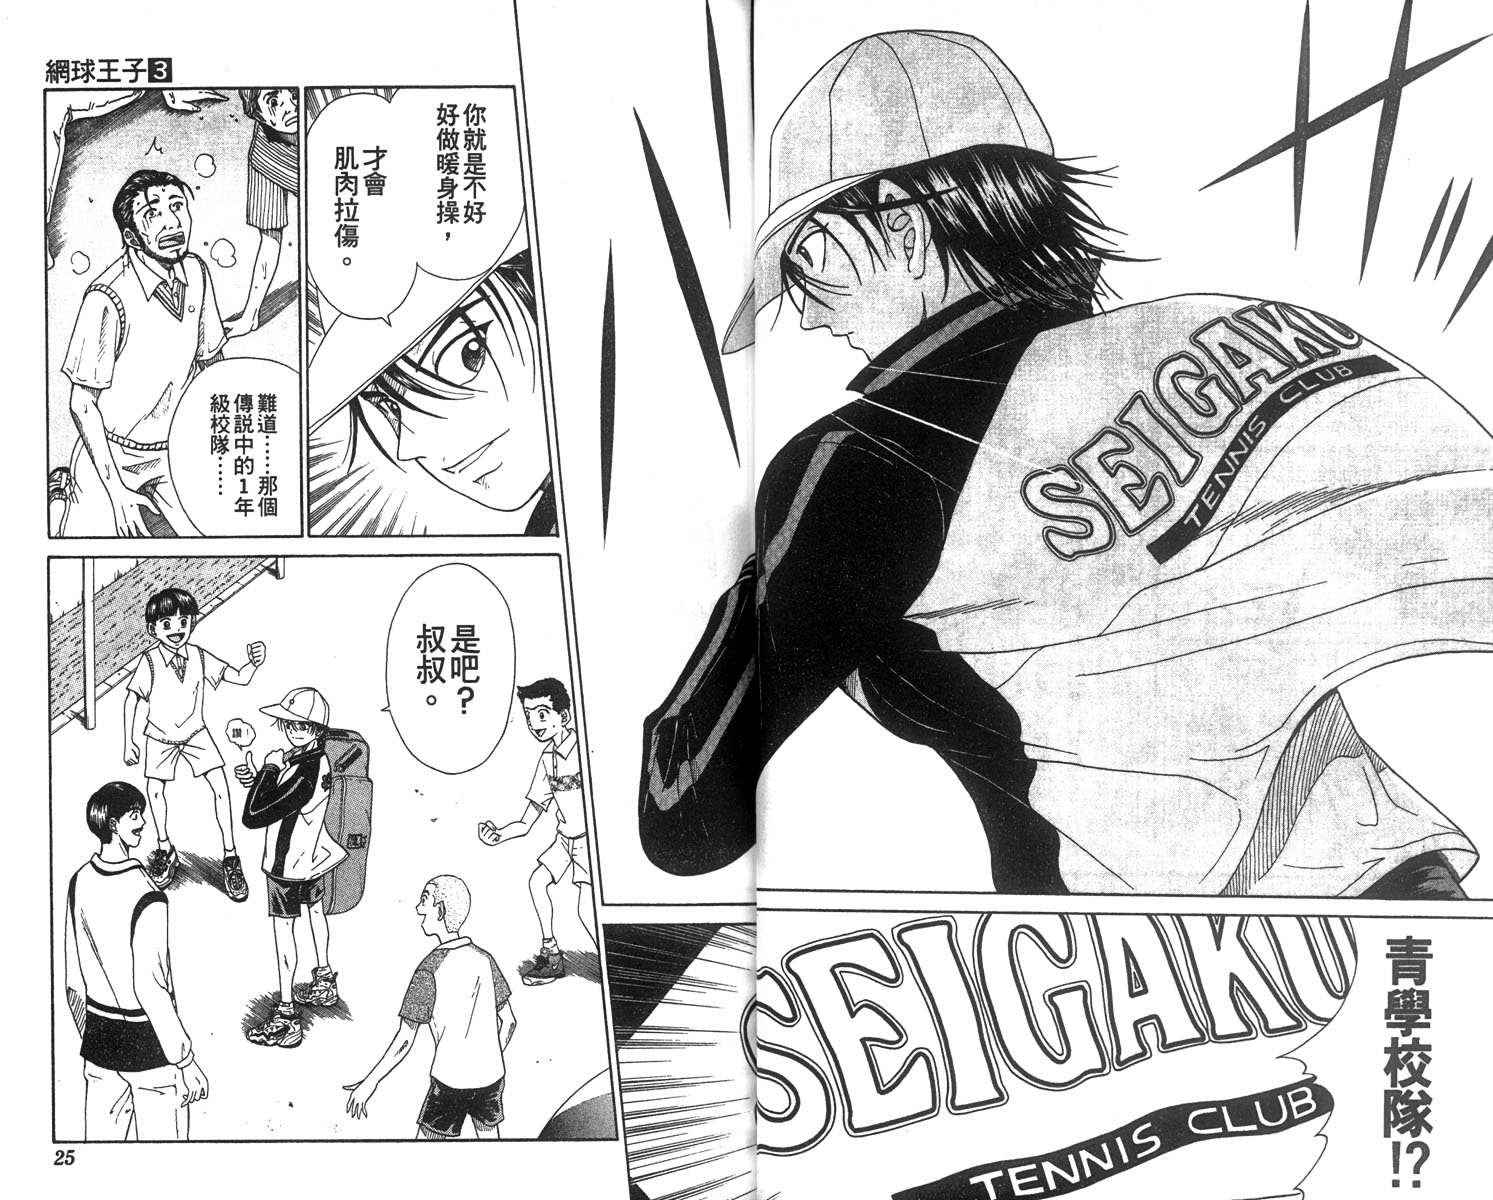 SEIGAKU
TENNIS CLUB
SEIGAKU
TENNIS CLUB
青學校隊!?
網球王子3
你就是不好
好做暖身操，
才會
肌肉拉傷。
難道……那個
傳說中的1年
級校隊……
是吧？
叔叔。
讚！
25